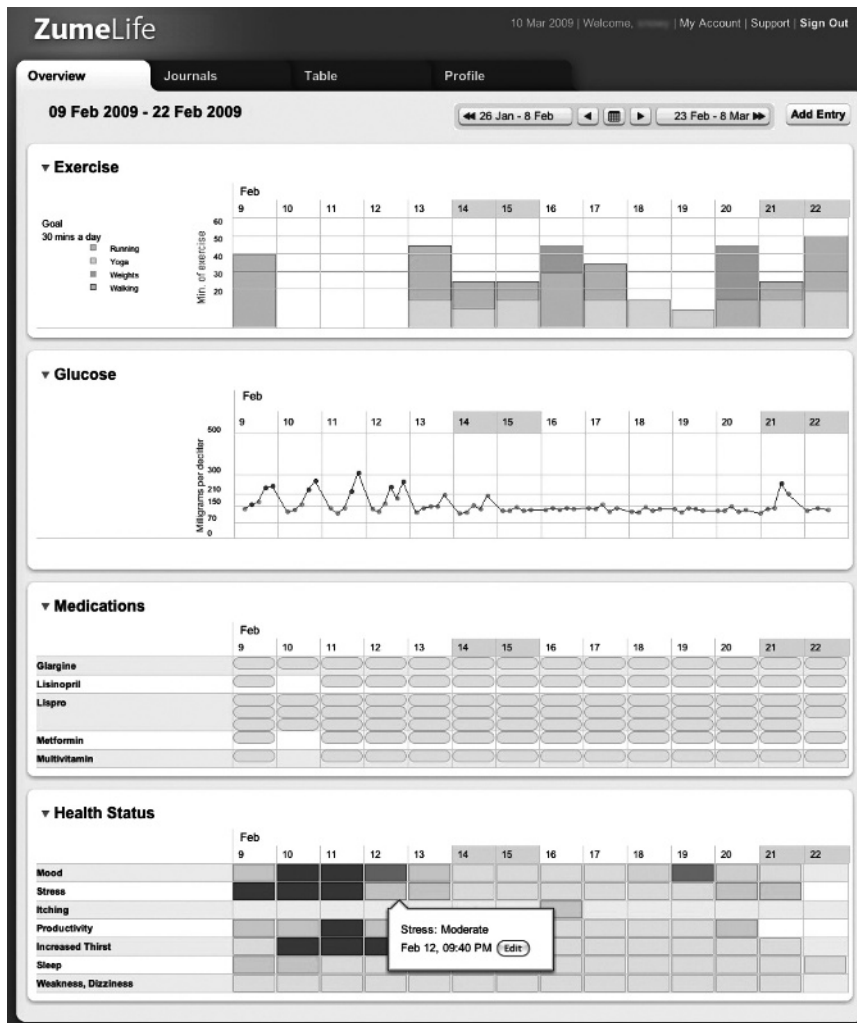 ZumeLife
10 Mar 2009 | Welcome, | My Account | Support | Sign Out
Overview Journals Table Profile
09 Feb 2009 - 22 Feb 2009
26 Jan - 8 Feb 23 Feb - 8 Mar Add Entry
Exercise
Feb
9 10 11 12 13 14 15 16 17 18 19 20 21 22
Goal
30 mins a day
Running
Yoga
Weights
Walking
Min. of exercise
60
50
40
30
20
Glucose
Feb
9 10 11 12 13 14 15 16 17 18 19 20 21 22
Milligrams per deciliter
500
300
210
150
70
0
Medications
Feb
9 10 11 12 13 14 15 16 17 18 19 20 21 22
Glargine
Lisinopril
Lispro
Metformin
Multivitamin
Health Status
Feb
9 10 11 12 13 14 15 16 17 18 19 20 21 22
Mood
Stress
Itching
Productivity
Increased Thirst
Sleep
Weakness, Dizziness
Stress: Moderate
Feb 12, 09:40 PM Edit